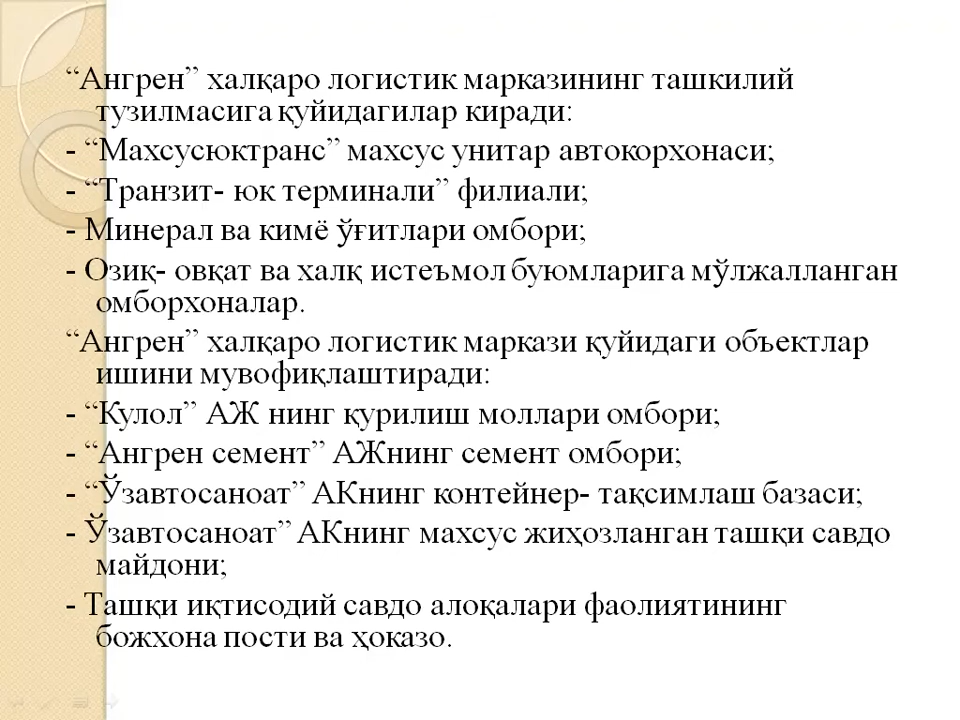 “Ангрен” халқаро логистик марказининг ташкилий
тузилмасига қуйидагилар киради:
- “Махсусюктранс” махсус унитар автокорхонаси;
- “Транзит- юк терминали” филиали;
- Минерал ва кимё ўғитлари омбори;
- Озиқ- овқат ва халқ истеъмол буюмларига мўлжалланган
омборхоналар.
“Ангрен” халқаро логистик маркази қуйидаги объектлар
ишини мувофиқлаштиради:
- “Кулол” АЖ нинг қурилиш моллари омбори;
- “Ангрен семент” АЖнинг семент омбори;
- “Ўзавтосаноат” АКнинг контейнер- тақсимлаш базаси;
- Ўзавтосаноат” АКнинг махсус жиҳозланган ташқи савдо
майдони;
- Ташқи иқтисодий савдо алоқалари фаолиятининг
божхона пости ва ҳоказо.